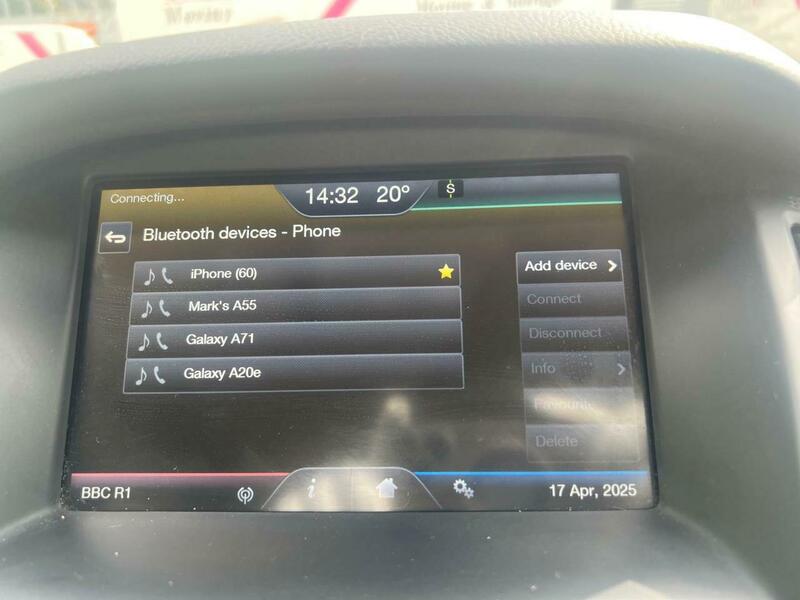 Connecting...
14:32 20° S
Bluetooth devices - Phone
iPhone (60)
Mark's A55
Galaxy A71
Galaxy A20e
Add device
Connect
Disconnect
Info
Favourite
Delete
BBC R1
17 Apr, 2025